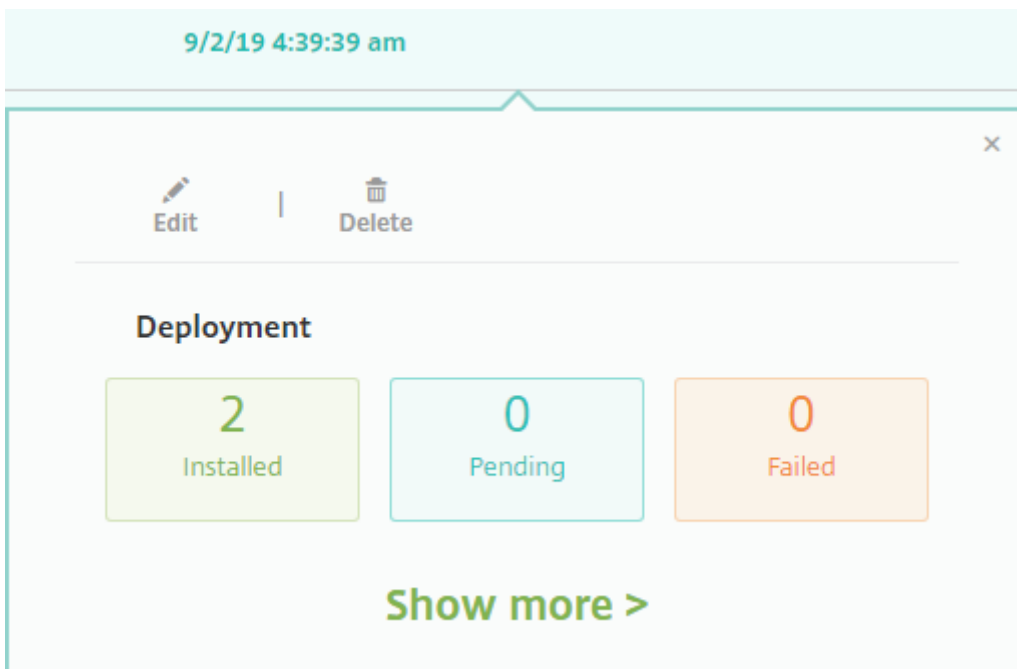 9/2/19 4:39:39 am
×
Edit | Delete
Deployment
2 0 0
Installed Pending Failed
Show more >